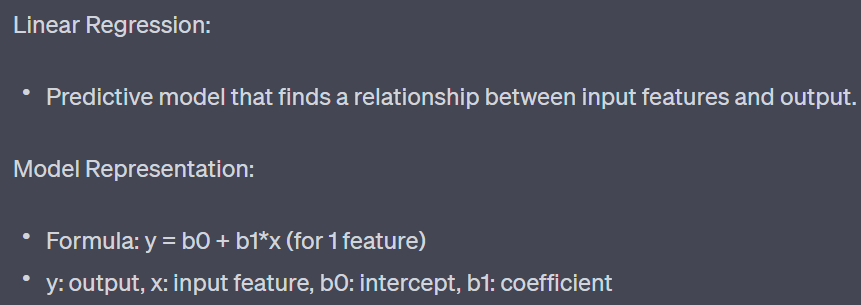 Linear Regression:
• Predictive model that finds a relationship between input features and output.
Model Representation:
• Formula: y = b0 + b1*x (for 1 feature)
• y: output, x: input feature, b0: intercept, b1: coefficient